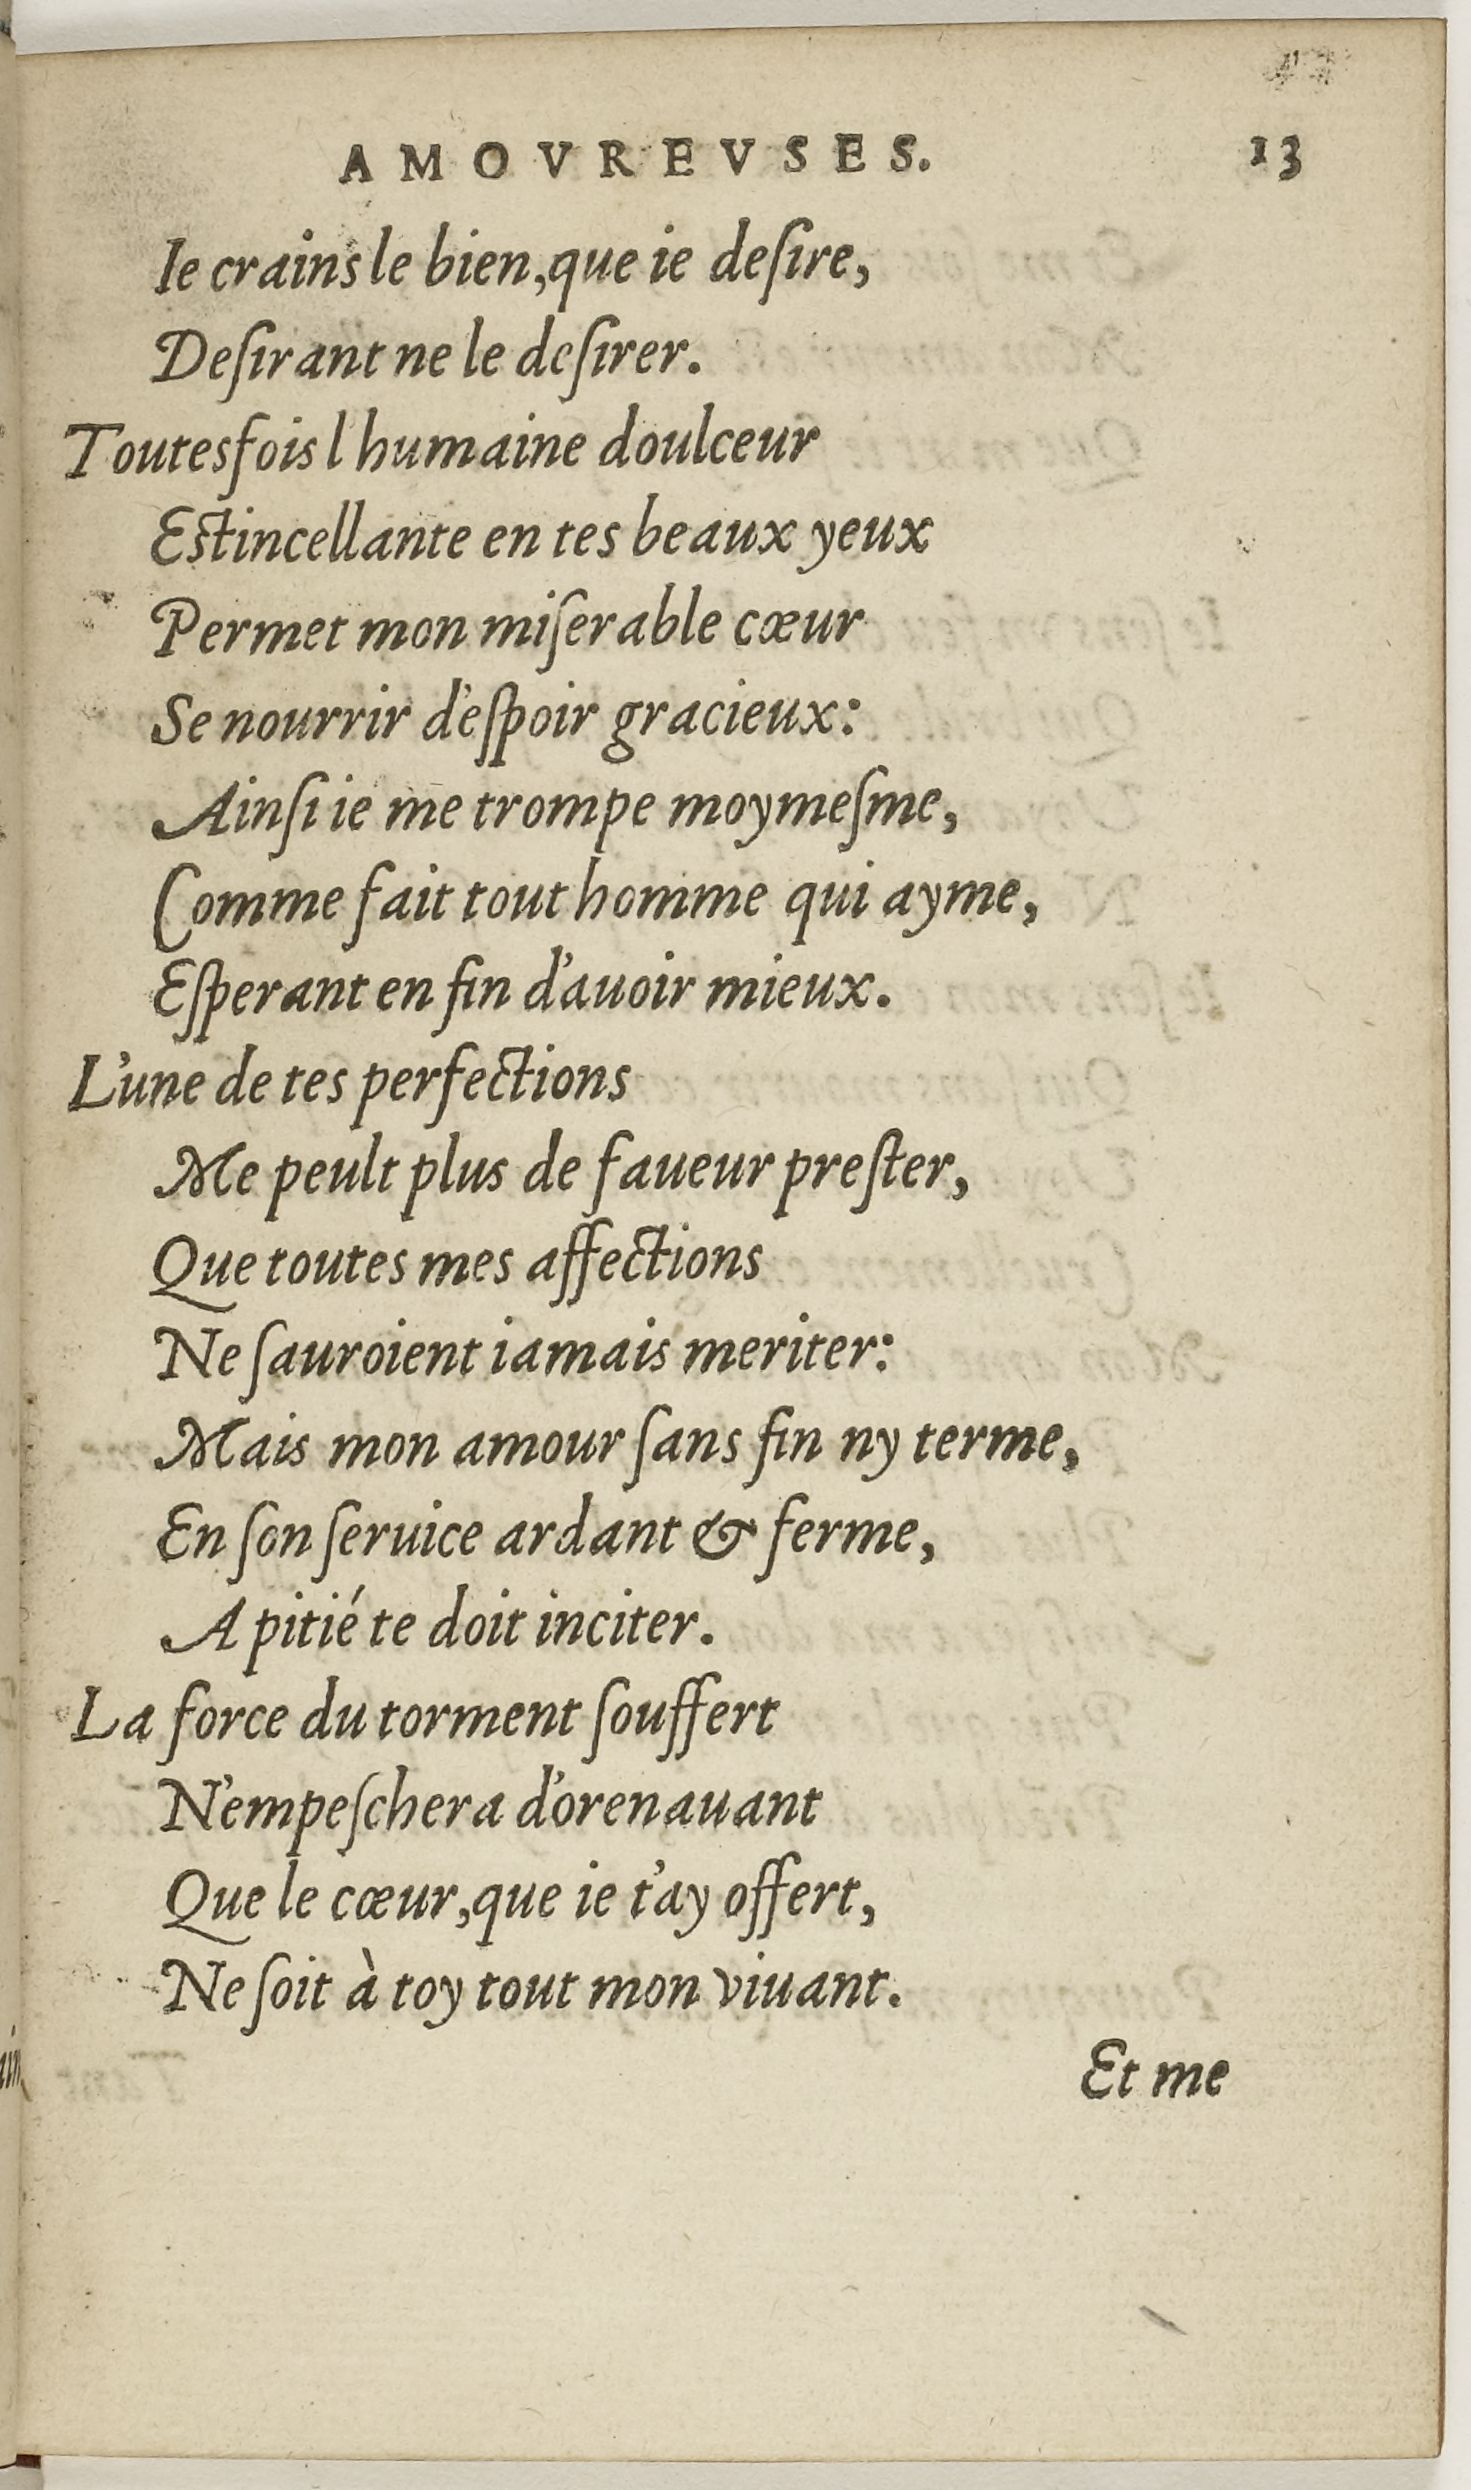 AMOVREVSES. 13
Ie crains le bien, que ie deſire,
Deſirant ne le deſirer.
Toutesfois l humaine doulceur
Estincellante en tes beaux yeux
Permet mon miſerable cœur
Se nourrir d'eſpoir gracieux:
Ainſi ie me trompe moymeſme,
Comme fait tout homme qui ayme,
Eſperant en fin d'auoir mieux.
L'une de tes perfections
Me peult plus de faueur preſter,
Que toutes mes affections
Ne ſauroient iamais meriter:
Mais mon amour ſans fin ny terme,
En ſon ſeruice ardant & ferme,
A pitié te doit inciter.
La force du torment ſouffert
N'empeſchera d'orenauant
Que le cœur, que ie t'ay offert,
Ne ſoit à toy tout mon viuant.
Et me